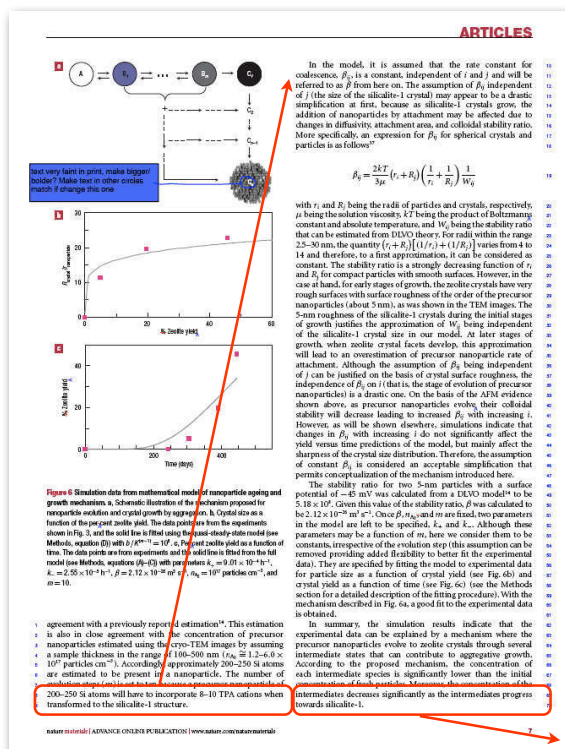 ARTICLES
a
A
B₁
...
Bₘ
C₁
C₂
Cₘ₋₁
text very faint in print, make bigger/
bolder? Make text in other circles
match if change this one
b
30
20
10
0
0
20
40
60
% Zeolite yield
c
40
20
0
% Zeolite yield
0
200
400
Time (days)
Figure 6 Simulation data from mathematical model of nanoparticle ageing and
growth mechanism. a, Schematic illustration of the mechanism proposed for
nanoparticle evolution and crystal growth by aggregation. b, Crystal size as a
function of the percent zeolite yield. The data points are from the experiments
shown in Fig. 3, and the solid line is fitted using the quasi-steady-state model (see
Methods, equation (D)) with
c, Percent zeolite yield as a function of
time. The data points are from experiments and the solid line is fitted from the full
model (see Methods, equations (A)–(C)) with parameters k₊ = 9.01 × 10⁻⁴ h⁻¹,
k₋ = 2.55 × 10⁻³ h⁻¹, β = 2.12 × 10⁻²⁸ m³ s⁻¹, particles cm⁻³, and
m = 10.
agreement with a previously reported estimation¹⁴. This estimation
is also in close agreement with the concentration of precursor
nanoparticles estimated using the cryo-TEM images by assuming
a sample thickness in the range of 100–500 nm
10¹⁷ particles cm⁻³). Accordingly, approximately 200–250 Si atoms
are estimated to be present in a nanoparticle. The number of
evolution steps (m) is set to ten because a precursor nanoparticle of
200–250 Si atoms will have to incorporate 8–10 TPA cations when
transformed to the silicalite-1 structure.
In the model, it is assumed that the rate constant for
coalescence, βᵢⱼ, is a constant, independent of i and j and will be
referred to as β from here on. The assumption of βᵢⱼ independent
of j (the size of the silicalite-1 crystal) may appear to be a drastic
simplification at first, because as silicalite-1 crystals grow, the
addition of nanoparticles by attachment may be affected due to
changes in diffusivity, attachment area, and colloidal stability ratio.
More specifically, an expression for βᵢⱼ for spherical crystals and
particles is as follows¹⁷
βᵢⱼ = 2kT/3μ (rᵢ + Rⱼ) (1/rᵢ + 1/Rⱼ) 1/Wᵢⱼ
with rᵢ and Rⱼ being the radii of particles and crystals, respectively,
μ being the solution viscosity, kT being the product of Boltzmanns
constant and absolute temperature, and Wᵢⱼ being the stability ratio
that can be estimated from DLVO theory. For radii within the range
2.5–30 nm, the quantity (rᵢ + Rⱼ)[(1/rᵢ) + (1/Rⱼ)] varies from 4 to
14 and therefore, to a first approximation, it can be considered as
constant. The stability ratio is a strongly decreasing function of rᵢ
and Rⱼ for compact particles with smooth surfaces. However, in the
case at hand, for early stages of growth, the zeolite crystals have very
rough surfaces with surface roughness of the order of the precursor
nanoparticles (about 5 nm), as was shown in the TEM images. The
5-nm roughness of the silicalite-1 crystals during the initial stages
of growth justifies the approximation of Wᵢⱼ being independent
of the silicalite-1 crystal size in our model. At later stages of
growth, when zeolite crystal facets develop, this approximation
will lead to an overestimation of precursor nanoparticle rate of
attachment. Although the assumption of βᵢⱼ being independent
of j can be justified on the basis of crystal surface roughness, the
independence of βᵢⱼ on i (that is, the stage of evolution of precursor
nanoparticles) is a drastic one. On the basis of the AFM evidence
shown above, as precursor nanoparticles evolve, their colloidal
stability will decrease leading to increased βᵢⱼ with increasing i.
However, as will be shown elsewhere, simulations indicate that
changes in βᵢⱼ with increasing i do not significantly affect the
yield versus time predictions of the model, but mainly affect the
sharpness of the crystal size distribution. Therefore, the assumption
of constant βᵢⱼ is considered an acceptable simplification that
permits conceptualization of the mechanism introduced here.
The stability ratio for two 5-nm particles with a surface
potential of −45 mV was calculated from a DLVO model¹⁴ to be
Given this value of the stability ratio, β was calculated to
be 2.12 × 10⁻²⁸ m³ s⁻¹. Once β, and m are fixed, two parameters
in the model are left to be specified, k₊ and k₋. Although these
parameters may be a function of m, here we consider them to be
constants, irrespective of the evolution step (this assumption can be
removed providing added flexibility to better fit the experimental
data). They are specified by fitting the model to experimental data
for particle size as a function of crystal yield (see Fig. 6b) and
crystal yield as a function of time (see Fig. 6c) (see the Methods
section for a detailed description of the fitting procedure). With the
mechanism described in Fig. 6a, a good fit to the experimental data
is obtained.
In summary, the simulation results indicate that the
experimental data can be explained by a mechanism where the
precursor nanoparticles evolve to zeolite crystals through several
intermediate states that can contribute to aggregative growth.
According to the proposed mechanism, the concentration of
each intermediate species is significantly lower than the initial
concentration of fresh particles. Moreover, the concentration of the
intermediates decreases significantly as the intermediates progress
towards silicalite-1.
nature materials | ADVANCE ONLINE PUBLICATION | www.nature.com/naturematerials
7